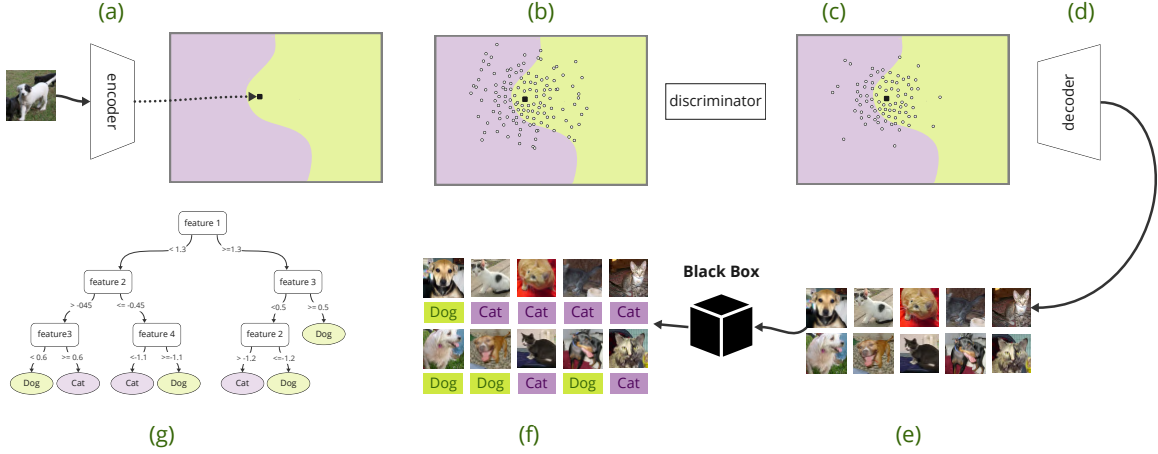 (a)
(b)
(c)
(d)
encoder
discriminator
decoder
feature 1
< 1.3
>=1.3
feature 2
feature 3
> -045
<= -0.45
<0.5
>= 0.5
feature3
feature 4
feature 2
Dog
< 0.6
>= 0.6
<-1.1
>=-1.1
> -1.2
<=-1.2
Dog
Cat
Cat
Dog
Cat
Dog
Black Box
Dog
Cat
Cat
Cat
Cat
Dog
Dog
Cat
Dog
Cat
(g)
(f)
(e)